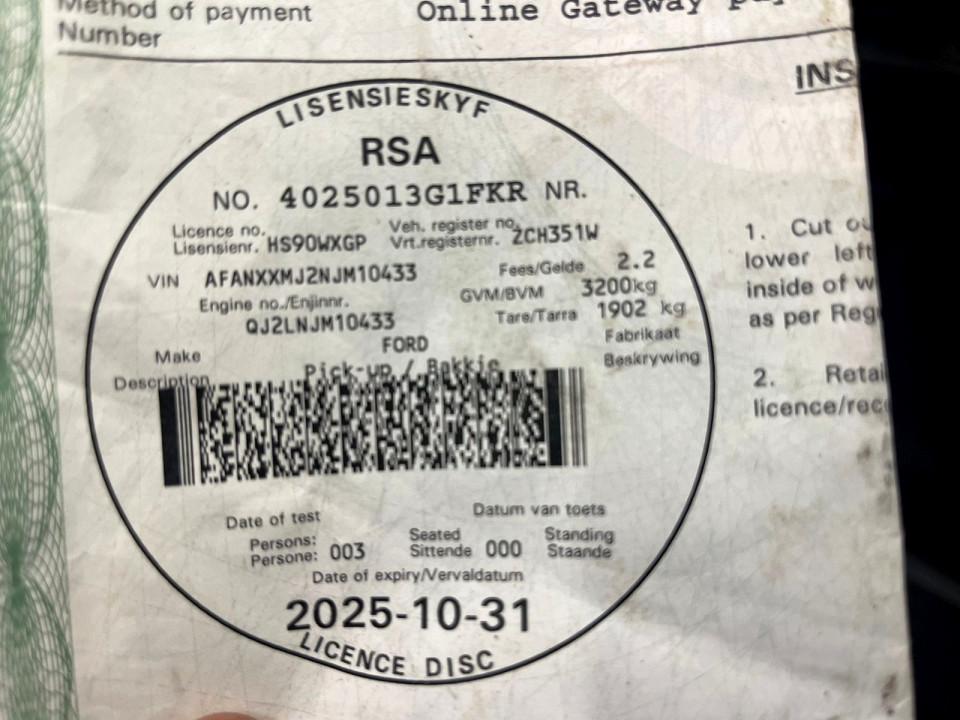 Method of payment Online Gateway
Number
INS
LISENSIESKYF
RSA
NO. 4025013G1FKR NR.
Licence no. Veh. register no.
Lisensienr. HS90WXGP Vrt.registernr. ZCH351W
VIN AFANXXMJ2NJM10433 Fees/Gelde 2.2
Engine no./Enjinnr. GVM/BVM 3200kg
QJ2LNJM10433 Tare/Tarra 1902 kg
Make FORD Fabrikaat
Description Pick-up / Bakkie Beskrywing
Date of test Datum van toets
Persons: Seated Standing
Persone: 003 Sittende 000 Staande
Date of expiry/Vervaldatum
2025-10-31
LICENCE DISC
1. Cut
lower left
inside of w
as per Reg
2. Retai
licence/rec